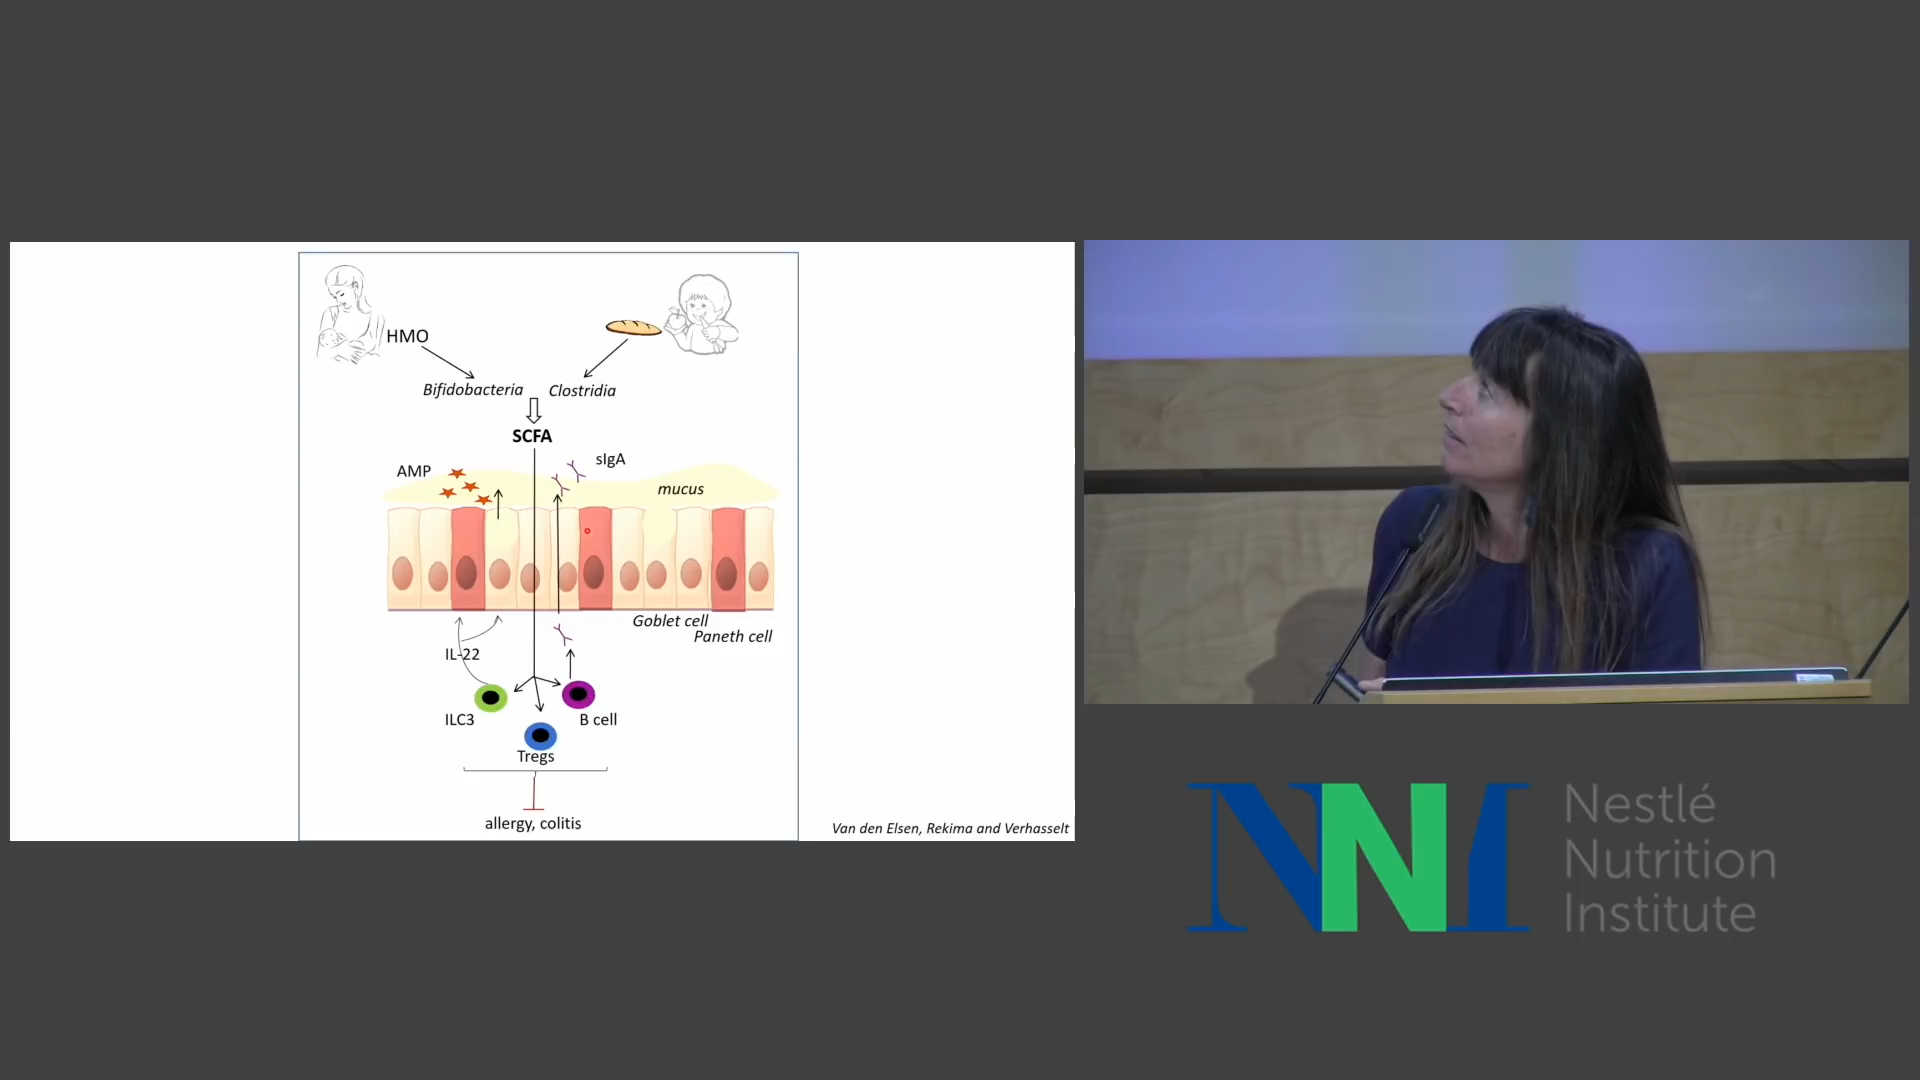 HMO
Bifidobacteria
Clostridia
SCFA
AMP
sIgA
mucus
Goblet cell
Paneth cell
IL-22
ILC3
B cell
Tregs
allergy, colitis
Van den Elsen, Rekima and Verhasselt
NNI
Nestlé
Nutrition
Institute